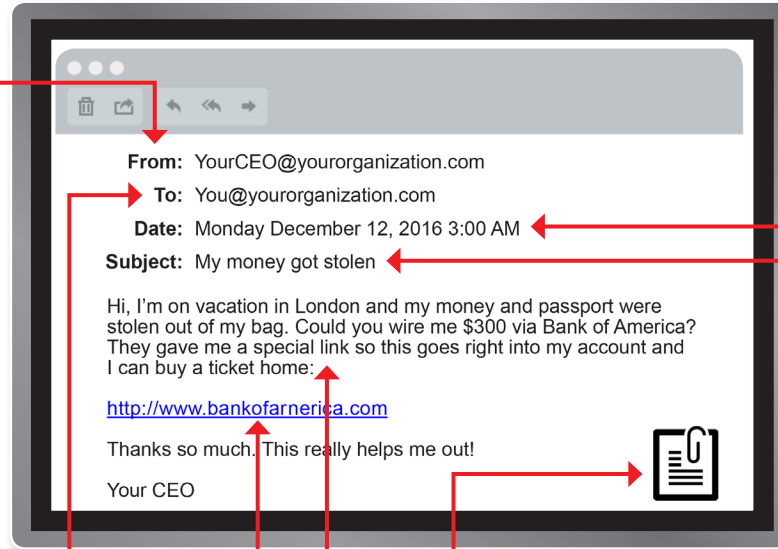 From: YourCEO@yourorganization.com
To: You@yourorganization.com
Date: Monday December 12, 2016 3:00 AM
Subject: My money got stolen
Hi, I'm on vacation in London and my money and passport were
stolen out of my bag. Could you wire me $300 via Bank of America?
They gave me a special link so this goes right into my account and
I can buy a ticket home:
http://www.bankofarnerica.com
Thanks so much. This really helps me out!
Your CEO